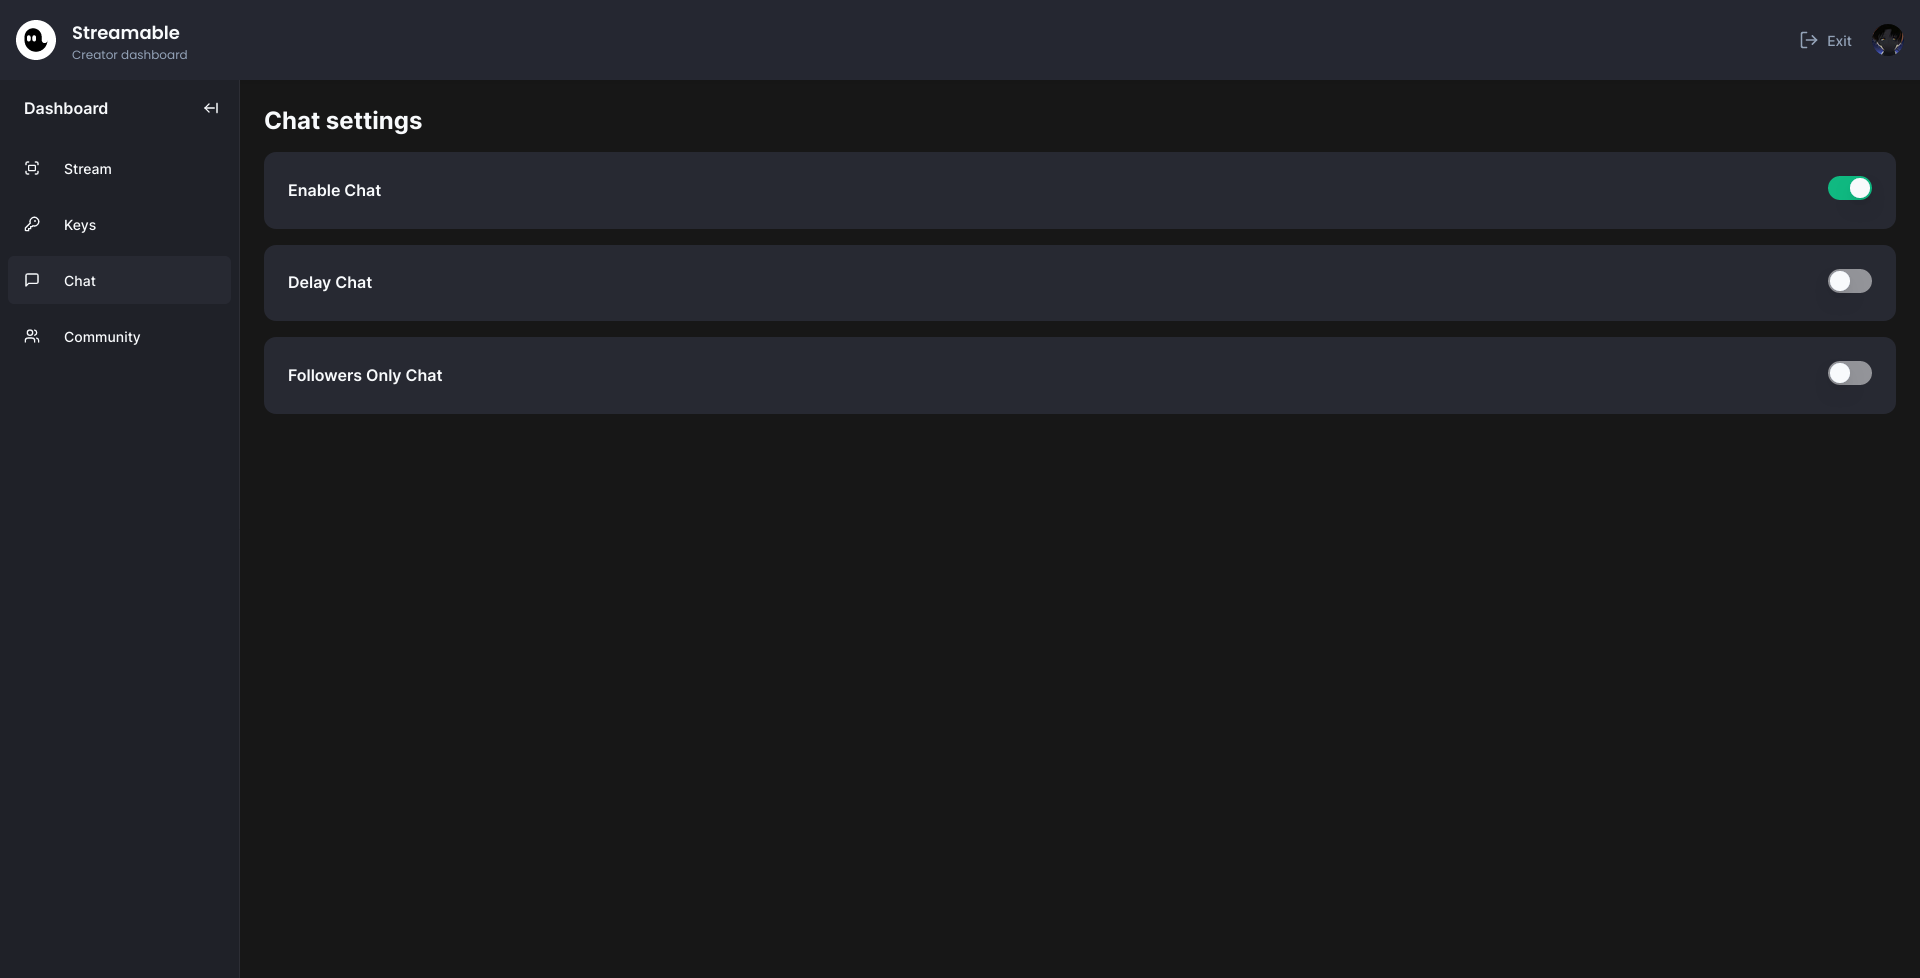 Streamable
Creator dashboard
Exit
Dashboard
Stream
Keys
Chat
Community
Chat settings
Enable Chat
Delay Chat
Followers Only Chat